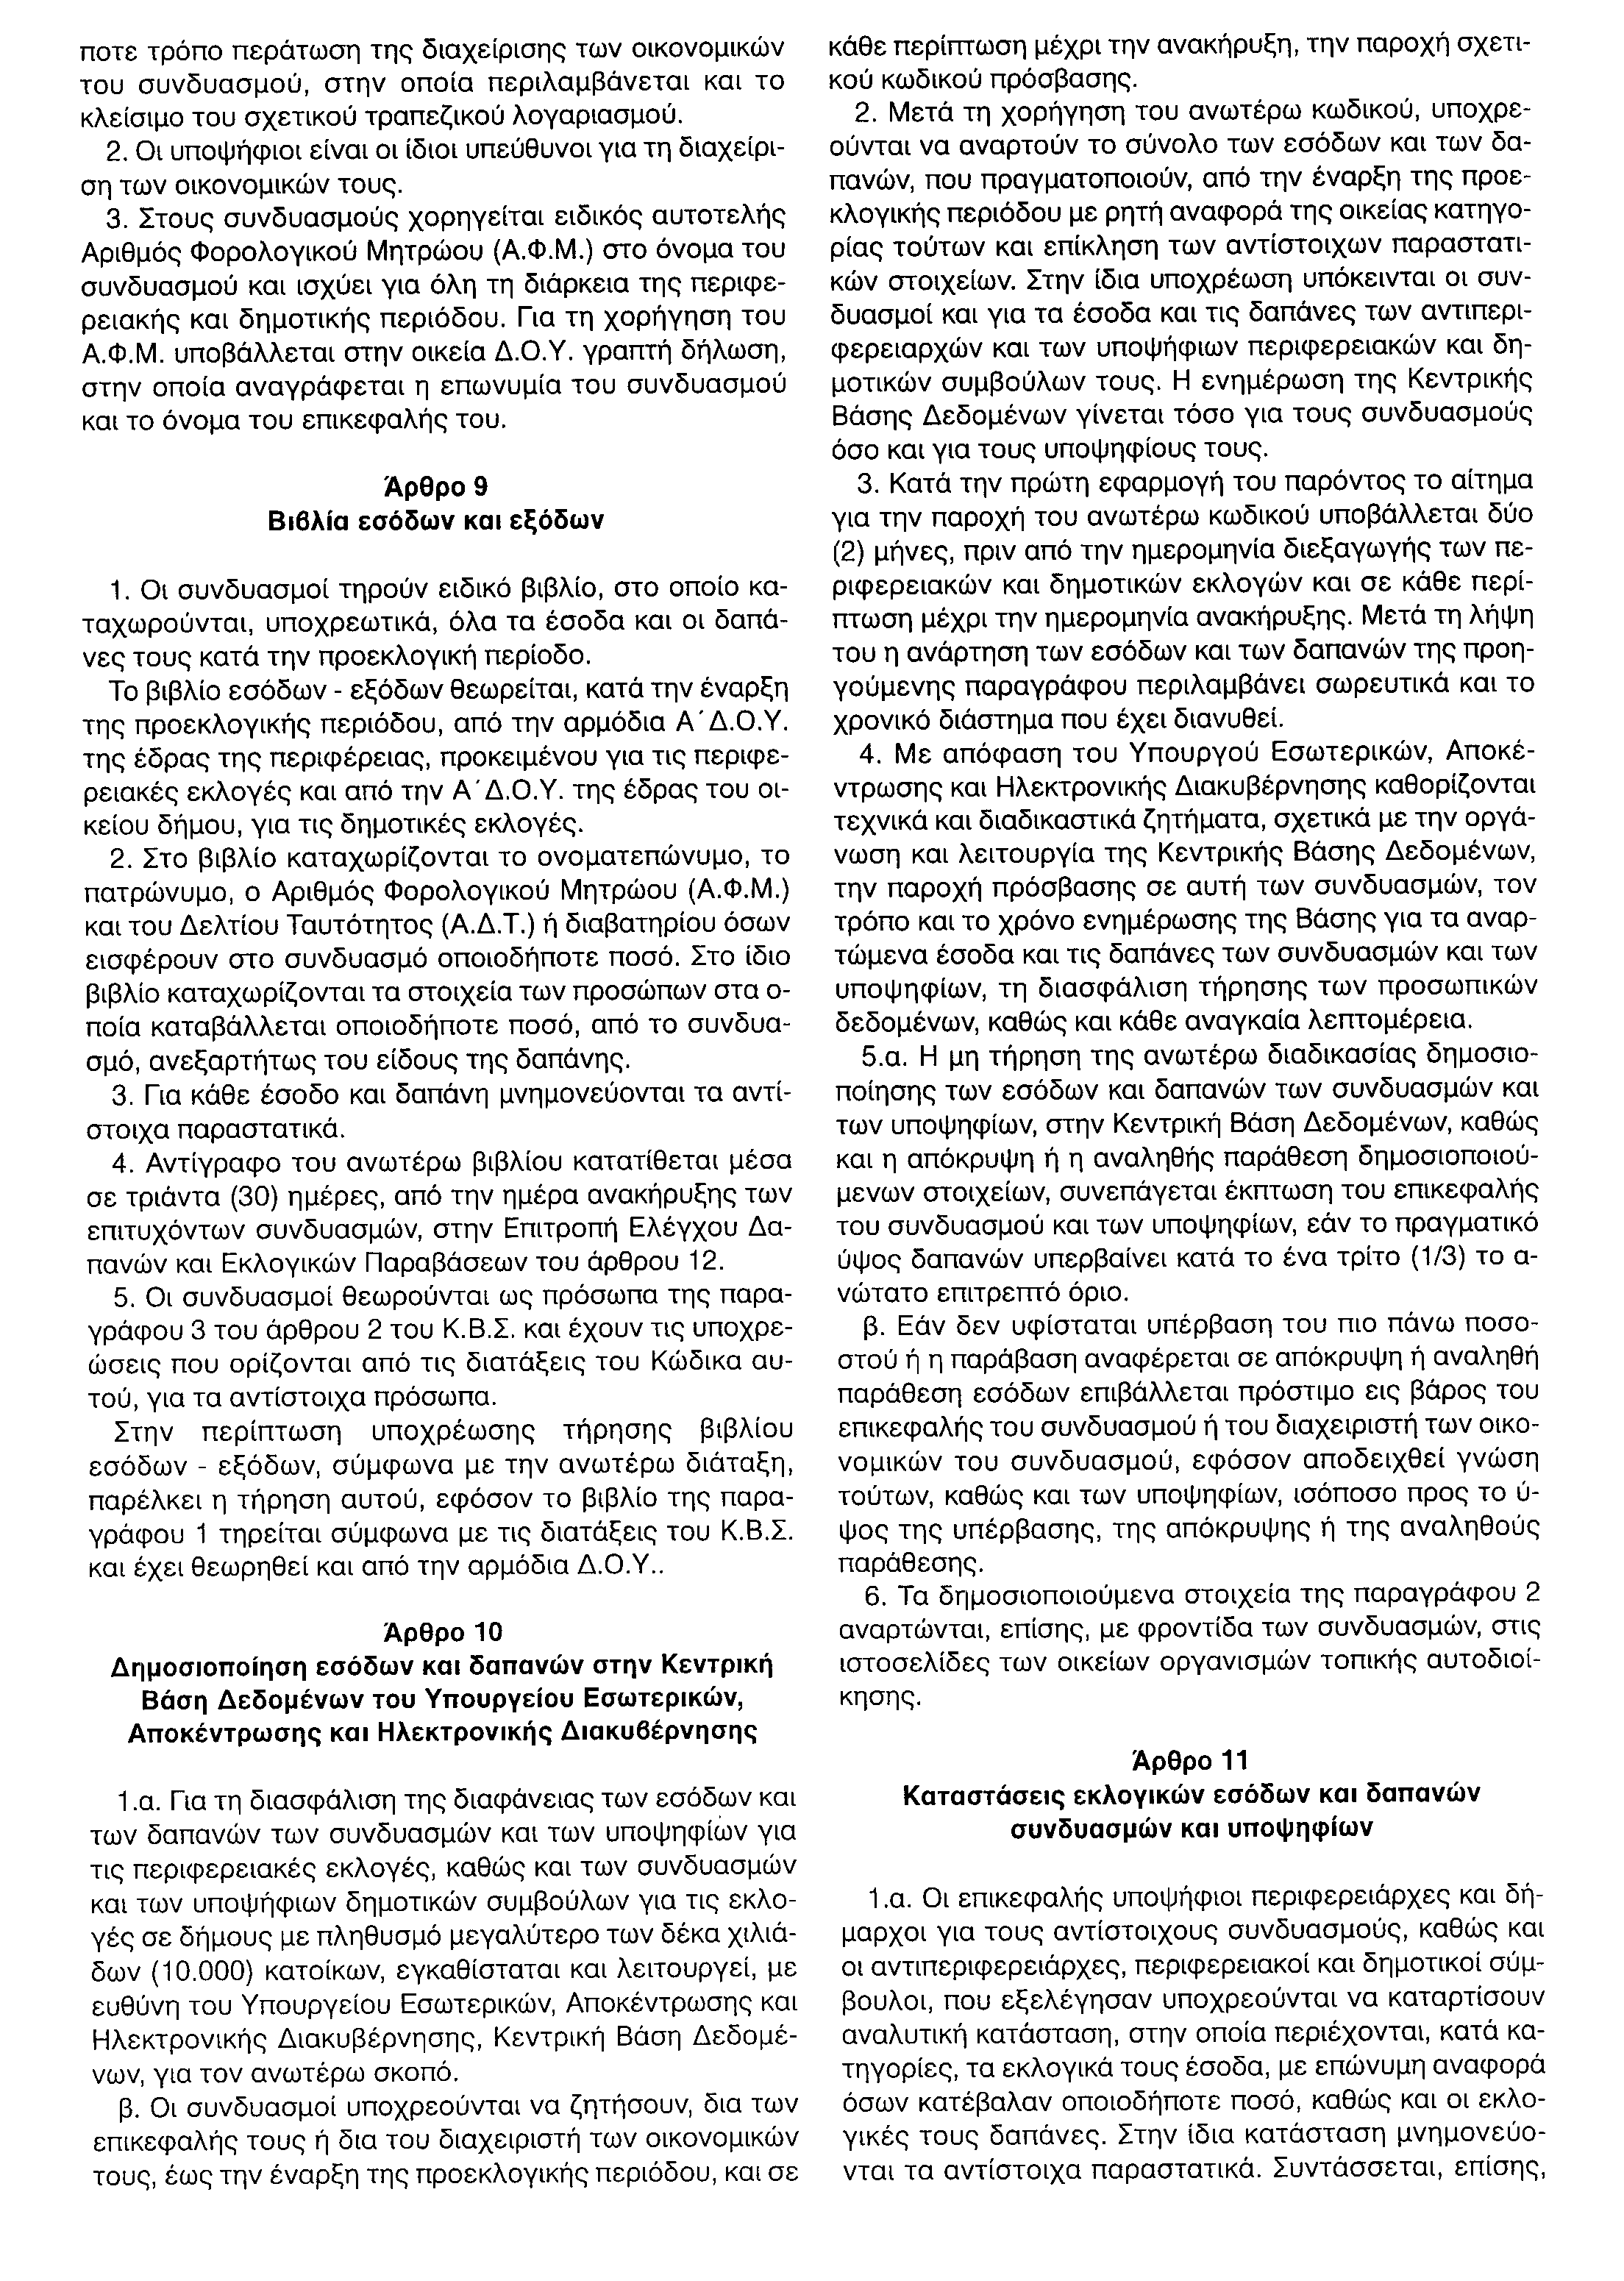 ποτε τρόπο περάτωση της διαχείρισης των οικονομικών
του συνδυασμού, στην οποία περιλαμβάνεται και το
κλείσιμο του σχετικού τραπεζικού λογαριασμού.
2. Οι υποψήφιοι είναι οι ίδιοι υπεύθυνοι για τη διαχείρι-
ση των οικονομικών τους.
3. Στους συνδυασμούς χορηγείται ειδικός αυτοτελής
Αριθμός Φορολογικού Μητρώου (Α.Φ.Μ.) στο όνομα του
συνδυασμού και ισχύει για όλη τη διάρκεια της περιφε-
ρειακής και δημοτικής περιόδου. Για τη χορήγηση του
Α.Φ.Μ. υποβάλλεται στην οικεία Δ.Ο.Υ. γραπτή δήλωση,
στην οποία αναγράφεται η επωνυμία του συνδυασμού
και το όνομα του επικεφαλής του.
Άρθρο 9
Βιβλία εσόδων και εξόδων
1. Οι συνδυασμοί τηρούν ειδικό βιβλίο, στο οποίο κα-
ταχωρούνται, υποχρεωτικά, όλα τα έσοδα και οι δαπά-
νες τους κατά την προεκλογική περίοδο.
Το βιβλίο εσόδων - εξόδων θεωρείται, κατά την έναρξη
της προεκλογικής περιόδου, από την αρμόδια Α΄ Δ.Ο.Υ.
της έδρας της περιφέρειας, προκειμένου για τις περιφε-
ρειακές εκλογές και από την Α΄ Δ.Ο.Υ. της έδρας του οι-
κείου δήμου, για τις δημοτικές εκλογές.
2. Στο βιβλίο καταχωρίζονται το ονοματεπώνυμο, το
πατρώνυμο, ο Αριθμός Φορολογικού Μητρώου (Α.Φ.Μ.)
και του Δελτίου Ταυτότητος (Α.Δ.Τ.) ή διαβατηρίου όσων
εισφέρουν στο συνδυασμό οποιοδήποτε ποσό. Στο ίδιο
βιβλίο καταχωρίζονται τα στοιχεία των προσώπων στα ο-
ποία καταβάλλεται οποιοδήποτε ποσό, από το συνδυα-
σμό, ανεξαρτήτως του είδους της δαπάνης.
3. Για κάθε έσοδο και δαπάνη μνημονεύονται τα αντί-
στοιχα παραστατικά.
4. Αντίγραφο του ανωτέρω βιβλίου κατατίθεται μέσα
σε τριάντα (30) ημέρες, από την ημέρα ανακήρυξης των
επιτυχόντων συνδυασμών, στην Επιτροπή Ελέγχου Δα-
πανών και Εκλογικών Παραβάσεων του άρθρου 12.
5. Οι συνδυασμοί θεωρούνται ως πρόσωπα της παρα-
γράφου 3 του άρθρου 2 του Κ.Β.Σ. και έχουν τις υποχρε-
ώσεις που ορίζονται από τις διατάξεις του Κώδικα αυ-
τού, για τα αντίστοιχα πρόσωπα.
Στην περίπτωση υποχρέωσης τήρησης βιβλίου
εσόδων - εξόδων, σύμφωνα με την ανωτέρω διάταξη,
παρέλκει η τήρηση αυτού, εφόσον το βιβλίο της παρα-
γράφου 1 τηρείται σύμφωνα με τις διατάξεις του Κ.Β.Σ.
και έχει θεωρηθεί και από την αρμόδια Δ.Ο.Υ..
Άρθρο 10
Δημοσιοποίηση εσόδων και δαπανών στην Κεντρική
Βάση Δεδομένων του Υπουργείου Εσωτερικών,
Αποκέντρωσης και Ηλεκτρονικής Διακυβέρνησης
1.α. Για τη διασφάλιση της διαφάνειας των εσόδων και
των δαπανών των συνδυασμών και των υποψηφίων για
τις περιφερειακές εκλογές, καθώς και των συνδυασμών
και των υποψήφιων δημοτικών συμβούλων για τις εκλο-
γές σε δήμους με πληθυσμό μεγαλύτερο των δέκα χιλιά-
δων (10.000) κατοίκων, εγκαθίσταται και λειτουργεί, με
ευθύνη του Υπουργείου Εσωτερικών, Αποκέντρωσης και
Ηλεκτρονικής Διακυβέρνησης, Κεντρική Βάση Δεδομέ-
νων, για τον ανωτέρω σκοπό.
β. Οι συνδυασμοί υποχρεούνται να ζητήσουν, δια των
επικεφαλής τους ή δια του διαχειριστή των οικονομικών
τους, έως την έναρξη της προεκλογικής περιόδου, και σε
κάθε περίπτωση μέχρι την ανακήρυξη, την παροχή σχετι-
κού κωδικού πρόσβασης.
2. Μετά τη χορήγηση του ανωτέρω κωδικού, υποχρε-
ούνται να αναρτούν το σύνολο των εσόδων και των δα-
πανών, που πραγματοποιούν, από την έναρξη της προε-
κλογικής περιόδου με ρητή αναφορά της οικείας κατηγο-
ρίας τούτων και επίκληση των αντίστοιχων παραστατι-
κών στοιχείων. Στην ίδια υποχρέωση υπόκεινται οι συν-
δυασμοί και για τα έσοδα και τις δαπάνες των αντιπερι-
φερειαρχών και των υποψήφιων περιφερειακών και δη-
μοτικών συμβούλων τους. Η ενημέρωση της Κεντρικής
Βάσης Δεδομένων γίνεται τόσο για τους συνδυασμούς
όσο και για τους υποψηφίους τους.
3. Κατά την πρώτη εφαρμογή του παρόντος το αίτημα
για την παροχή του ανωτέρω κωδικού υποβάλλεται δύο
(2) μήνες, πριν από την ημερομηνία διεξαγωγής των πε-
ριφερειακών και δημοτικών εκλογών και σε κάθε περί-
πτωση μέχρι την ημερομηνία ανακήρυξης. Μετά τη λήψη
του η ανάρτηση των εσόδων και των δαπανών της προη-
γούμενης παραγράφου περιλαμβάνει σωρευτικά και το
χρονικό διάστημα που έχει διανυθεί.
4. Με απόφαση του Υπουργού Εσωτερικών, Αποκέ-
ντρωσης και Ηλεκτρονικής Διακυβέρνησης καθορίζονται
τεχνικά και διαδικαστικά ζητήματα, σχετικά με την οργά-
νωση και λειτουργία της Κεντρικής Βάσης Δεδομένων,
την παροχή πρόσβασης σε αυτή των συνδυασμών, τον
τρόπο και το χρόνο ενημέρωσης της Βάσης για τα αναρ-
τώμενα έσοδα και τις δαπάνες των συνδυασμών και των
υποψηφίων, τη διασφάλιση τήρησης των προσωπικών
δεδομένων, καθώς και κάθε αναγκαία λεπτομέρεια.
5.α. Η μη τήρηση της ανωτέρω διαδικασίας δημοσιο-
ποίησης των εσόδων και δαπανών των συνδυασμών και
των υποψηφίων, στην Κεντρική Βάση Δεδομένων, καθώς
και η απόκρυψη ή η αναληθής παράθεση δημοσιοποιού-
μενων στοιχείων, συνεπάγεται έκπτωση του επικεφαλής
του συνδυασμού και των υποψηφίων, εάν το πραγματικό
ύψος δαπανών υπερβαίνει κατά το ένα τρίτο (1/3) το α-
νώτατο επιτρεπτό όριο.
β. Εάν δεν υφίσταται υπέρβαση του πιο πάνω ποσο-
στού ή η παράβαση αναφέρεται σε απόκρυψη ή αναληθή
παράθεση εσόδων επιβάλλεται πρόστιμο εις βάρος του
επικεφαλής του συνδυασμού ή του διαχειριστή των οικο-
νομικών του συνδυασμού, εφόσον αποδειχθεί γνώση
τούτων, καθώς και των υποψηφίων, ισόποσο προς το ύ-
ψος της υπέρβασης, της απόκρυψης ή της αναληθούς
παράθεσης.
6. Τα δημοσιοποιούμενα στοιχεία της παραγράφου 2
αναρτώνται, επίσης, με φροντίδα των συνδυασμών, στις
ιστοσελίδες των οικείων οργανισμών τοπικής αυτοδιοί-
κησης.
Άρθρο 11
Καταστάσεις εκλογικών εσόδων και δαπανών
συνδυασμών και υποψηφίων
1.α. Οι επικεφαλής υποψήφιοι περιφερειάρχες και δή-
μαρχοι για τους αντίστοιχους συνδυασμούς, καθώς και
οι αντιπεριφερειάρχες, περιφερειακοί και δημοτικοί σύμ-
βουλοι, που εξελέγησαν υποχρεούνται να καταρτίσουν
αναλυτική κατάσταση, στην οποία περιέχονται, κατά κα-
τηγορίες, τα εκλογικά τους έσοδα, με επώνυμη αναφορά
όσων κατέβαλαν οποιοδήποτε ποσό, καθώς και οι εκλο-
γικές τους δαπάνες. Στην ίδια κατάσταση μνημονεύο-
νται τα αντίστοιχα παραστατικά. Συντάσσεται, επίσης,